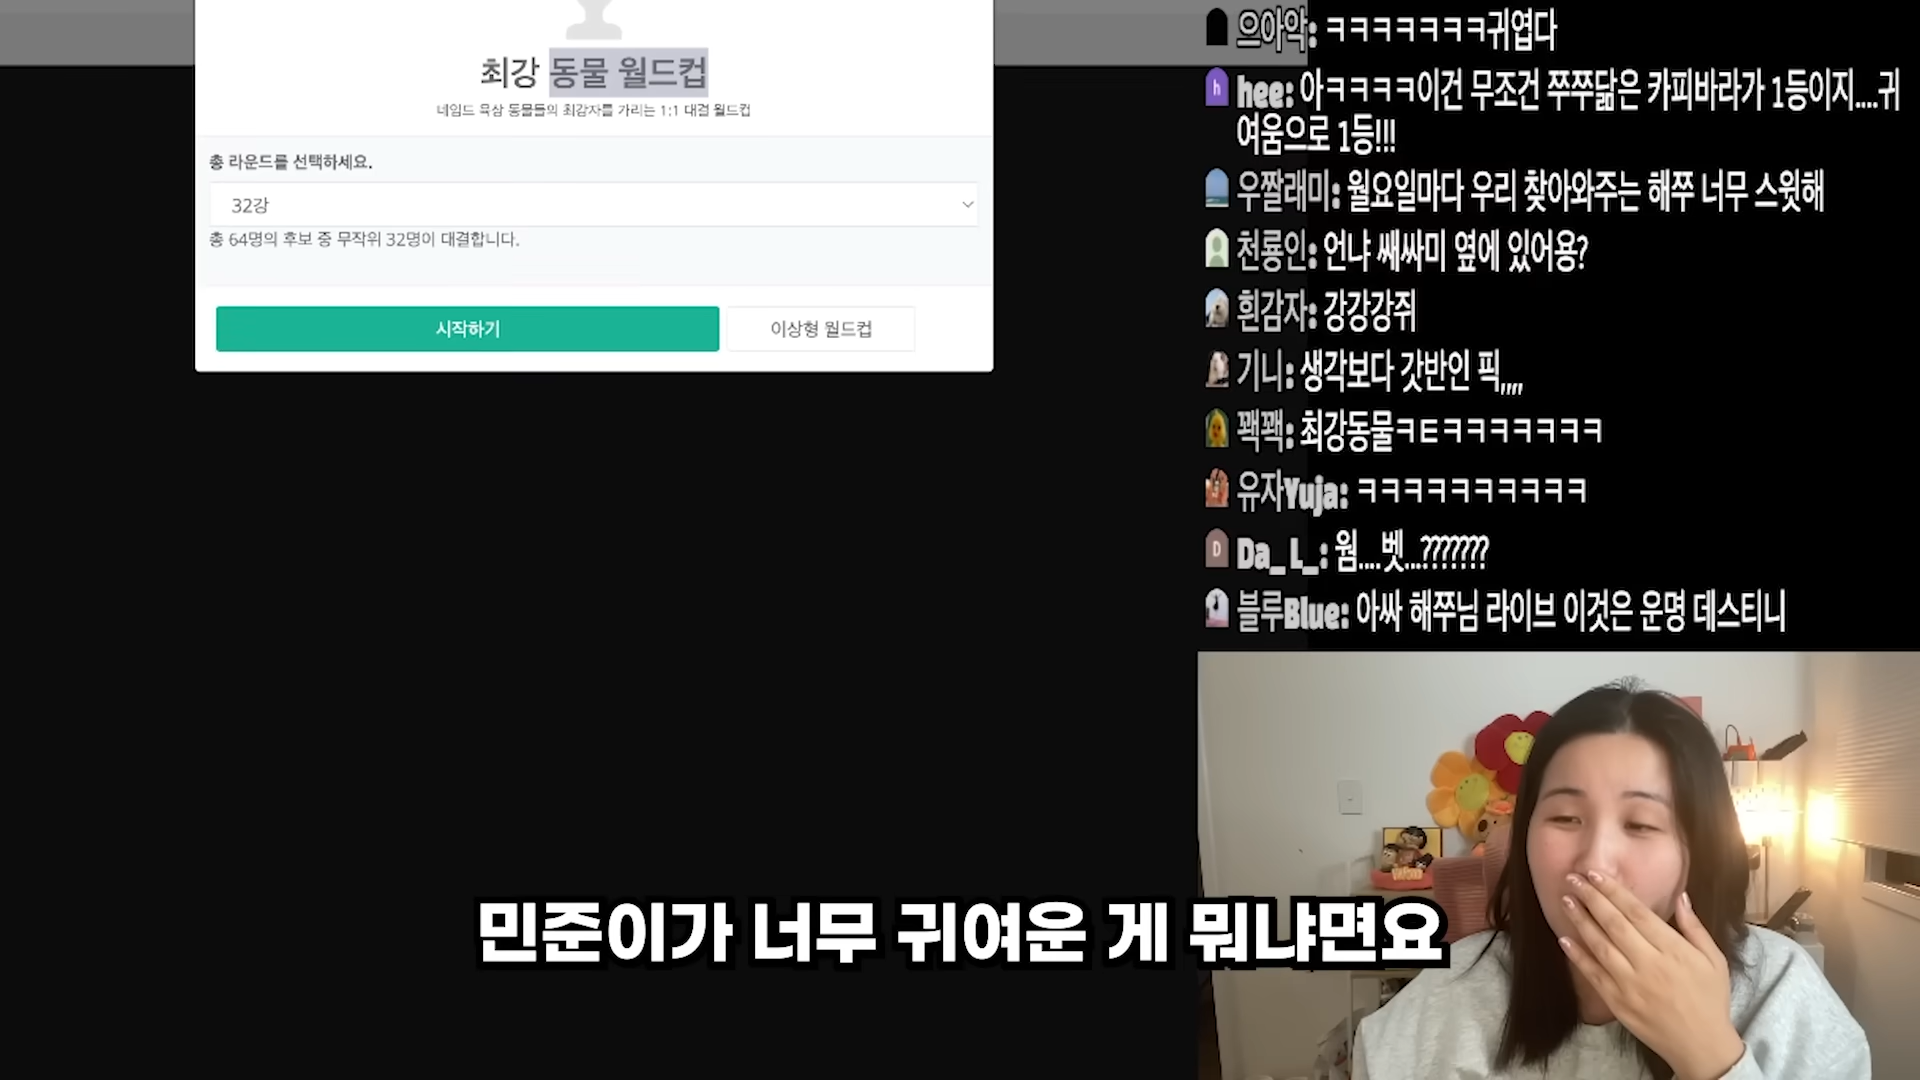 최강 동물 월드컵
네임드 육상 동물들의 최강자를 가리는 1:1 대결 월드컵
총 라운드를 선택하세요.
32강
총 64명의 후보 중 무작위 32명이 대결합니다.
시작하기
이상형 월드컵
으아악: ㅋㅋㅋㅋㅋㅋㅋ귀엽다
h
hee: 아ㅋㅋㅋㅋ이건 무조건 쭈쭈닮은 카피바라가 1등이지....귀
여움으로 1등!!!
우짤래미: 월요일마다 우리 찾아와주는 해쭈 너무 스윗해
천룡인: 언냐 쌔싸미 옆에 있어용?
흰감자: 강강강쥐
기니: 생각보다 갓반인 픽,,,,
꽥꽥: 최강동물ㅋㅌㅋㅋㅋㅋㅋㅋㅋ
유자Yuja: ㅋㅋㅋㅋㅋㅋㅋㅋㅋㅋ
D
Da_L_: 웜....벳...???????
블루Blue: 아싸 해쭈님 라이브 이것은 운명 데스티니
민준이가 너무 귀여운 게 뭐냐면요